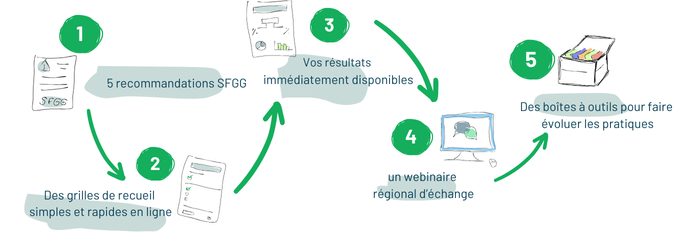 1
5 recommandations SFGG
SFGG
2
Des grilles de recueil
simples et rapides en ligne
3
Vos résultats
immédiatement disponibles
4
un webinaire
régional d'échange
5
Des boîtes à outils pour faire
évoluer les pratiques